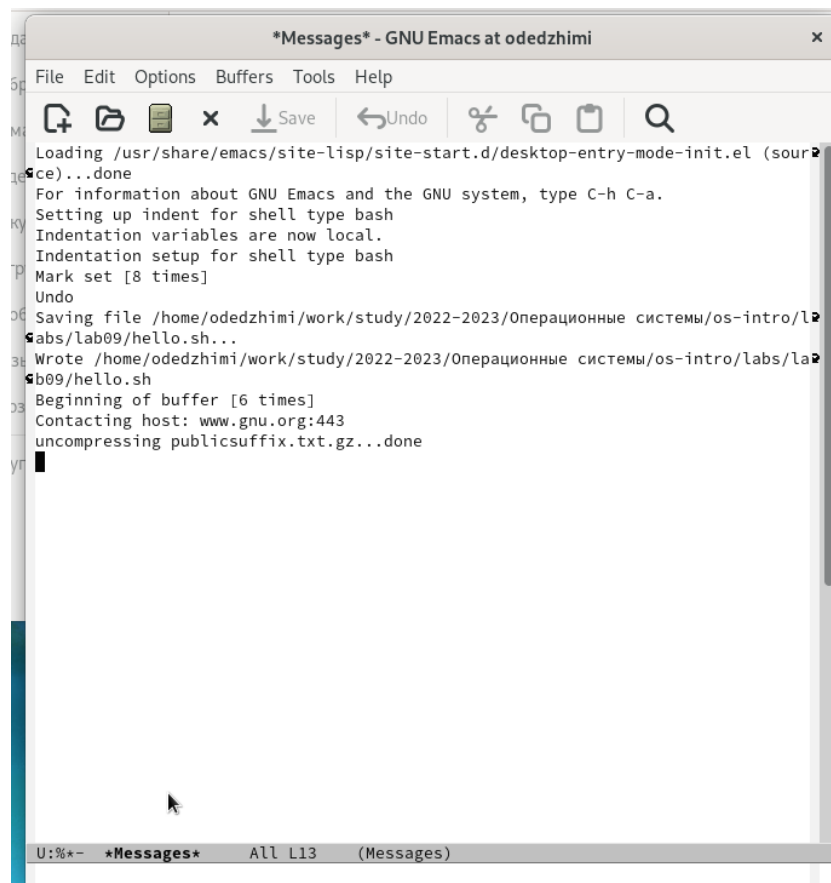 *Messages* - GNU Emacs at odedzhimi
File Edit Options Buffers Tools Help
Save Undo
Loading /usr/share/emacs/site-lisp/site-start.d/desktop-entry-mode-init.el (sour
ce)...done
For information about GNU Emacs and the GNU system, type C-h C-a.
Setting up indent for shell type bash
Indentation variables are now local.
Indentation setup for shell type bash
Mark set [8 times]
Undo
Saving file /home/odedzhimi/work/study/2022-2023/Операционные системы/os-intro/l
abs/lab09/hello.sh...
Wrote /home/odedzhimi/work/study/2022-2023/Операционные системы/os-intro/labs/la
b09/hello.sh
Beginning of buffer [6 times]
Contacting host: www.gnu.org:443
uncompressing publicsuffix.txt.gz...done
U:%*- *Messages* All L13 (Messages)